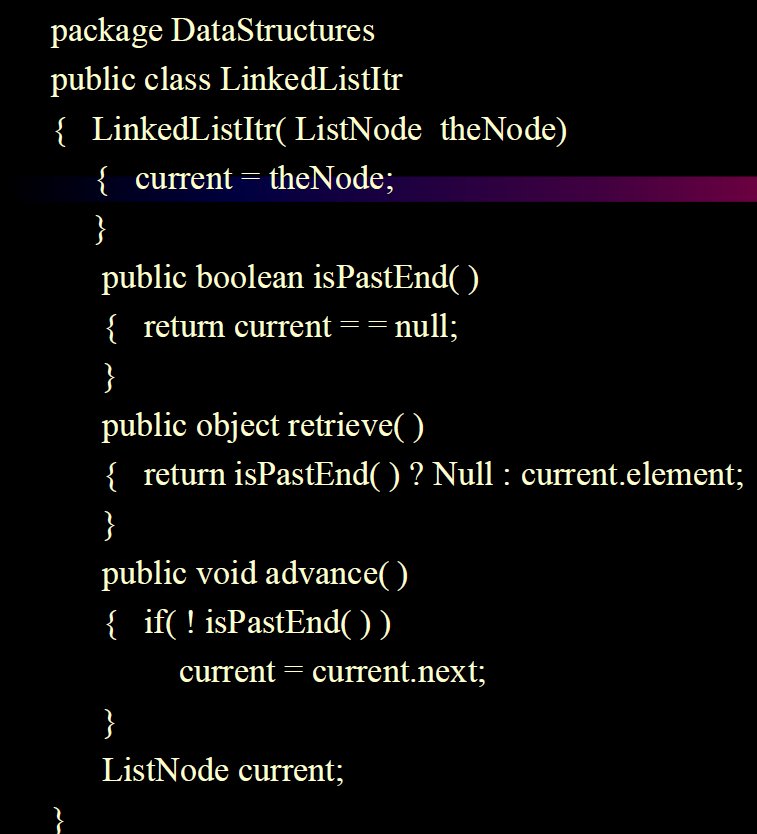 package DataStructures
public class LinkedListItr
{ LinkedListItr( ListNode theNode)
{ current = theNode;
}
public boolean isPastEnd( )
{ return current = = null;
}
public object retrieve( )
{ return isPastEnd( ) ? Null : current.element;
}
public void advance( )
{ if( ! isPastEnd( ) )
current = current.next;
}
ListNode current;
}